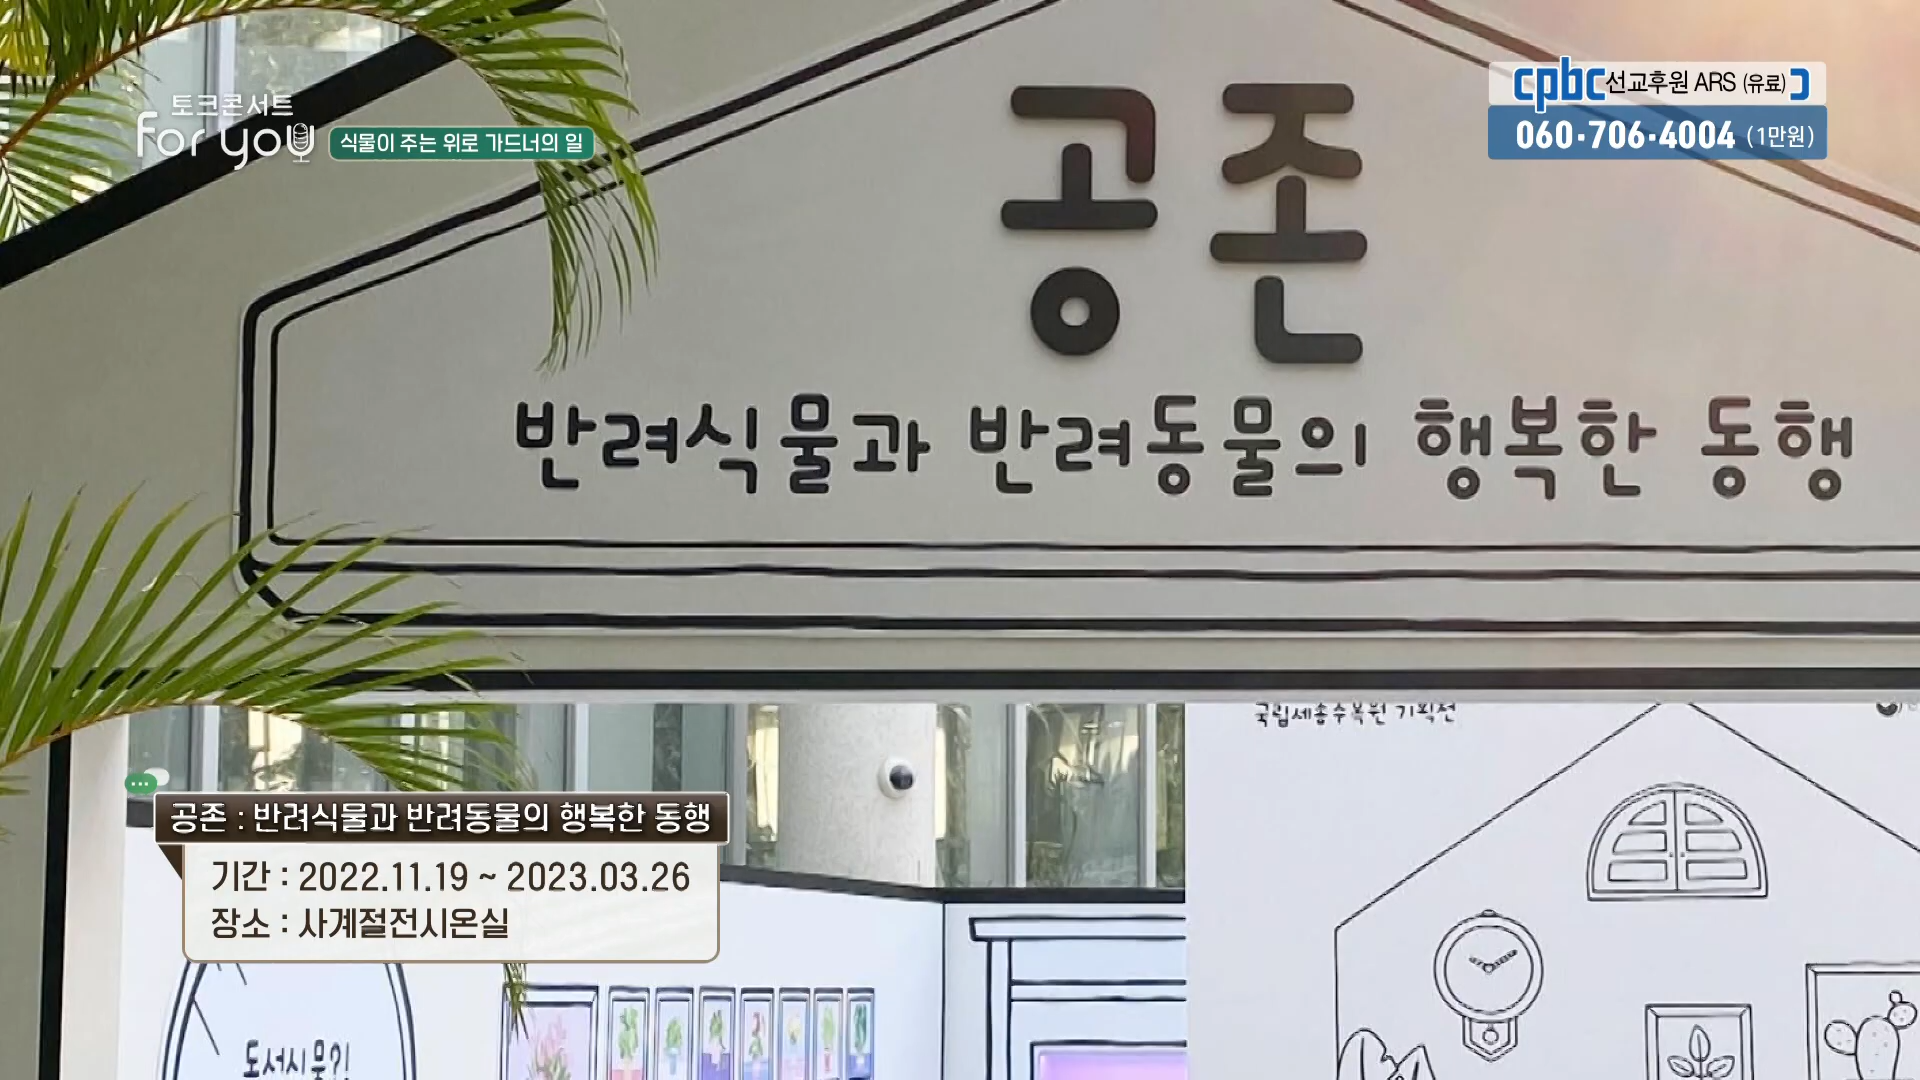 토크콘서트
for you
식물이 주는 위로 가드너의 일
cpbc 선교후원 ARS (유료)
060·706·4004 (1만원)
공존
반려식물과 반려동물의 행복한 동행
국립세종수목원 기획전
공존 : 반려식물과 반려동물의 행복한 동행
기간 : 2022.11.19 ~ 2023.03.26
장소 : 사계절전시온실
독성식물?!